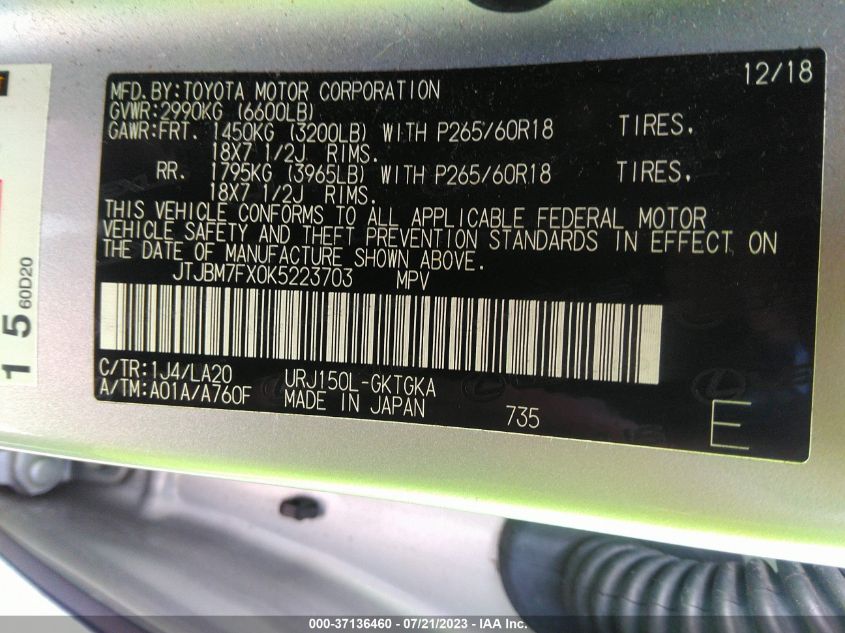 12/18
MFD.BY:TOYOTA MOTOR CORPORATION
GVWR:2990KG (6600LB)
GAWR:FRT. 1450KG (3200LB) WITH P265/60R18 TIRES.
18X7 1/2J RIMS.
RR. 1795KG (3965LB) WITH P265/60R18 TIRES.
18X7 1/2J RIMS.
THIS VEHICLE CONFORMS TO ALL APPLICABLE FEDERAL MOTOR
VEHICLE SAFETY AND THEFT PREVENTION STANDARDS IN EFFECT ON
THE DATE OF MANUFACTURE SHOWN ABOVE.
JTJBM7FX0K5223703 MPV
C/TR:1J4/LA20 URJ150L-GKTGKA
A/TM:A01A/A760F MADE IN JAPAN 735 E
1 5 60D20
000-37136460 - 07/21/2023 - IAA Inc.